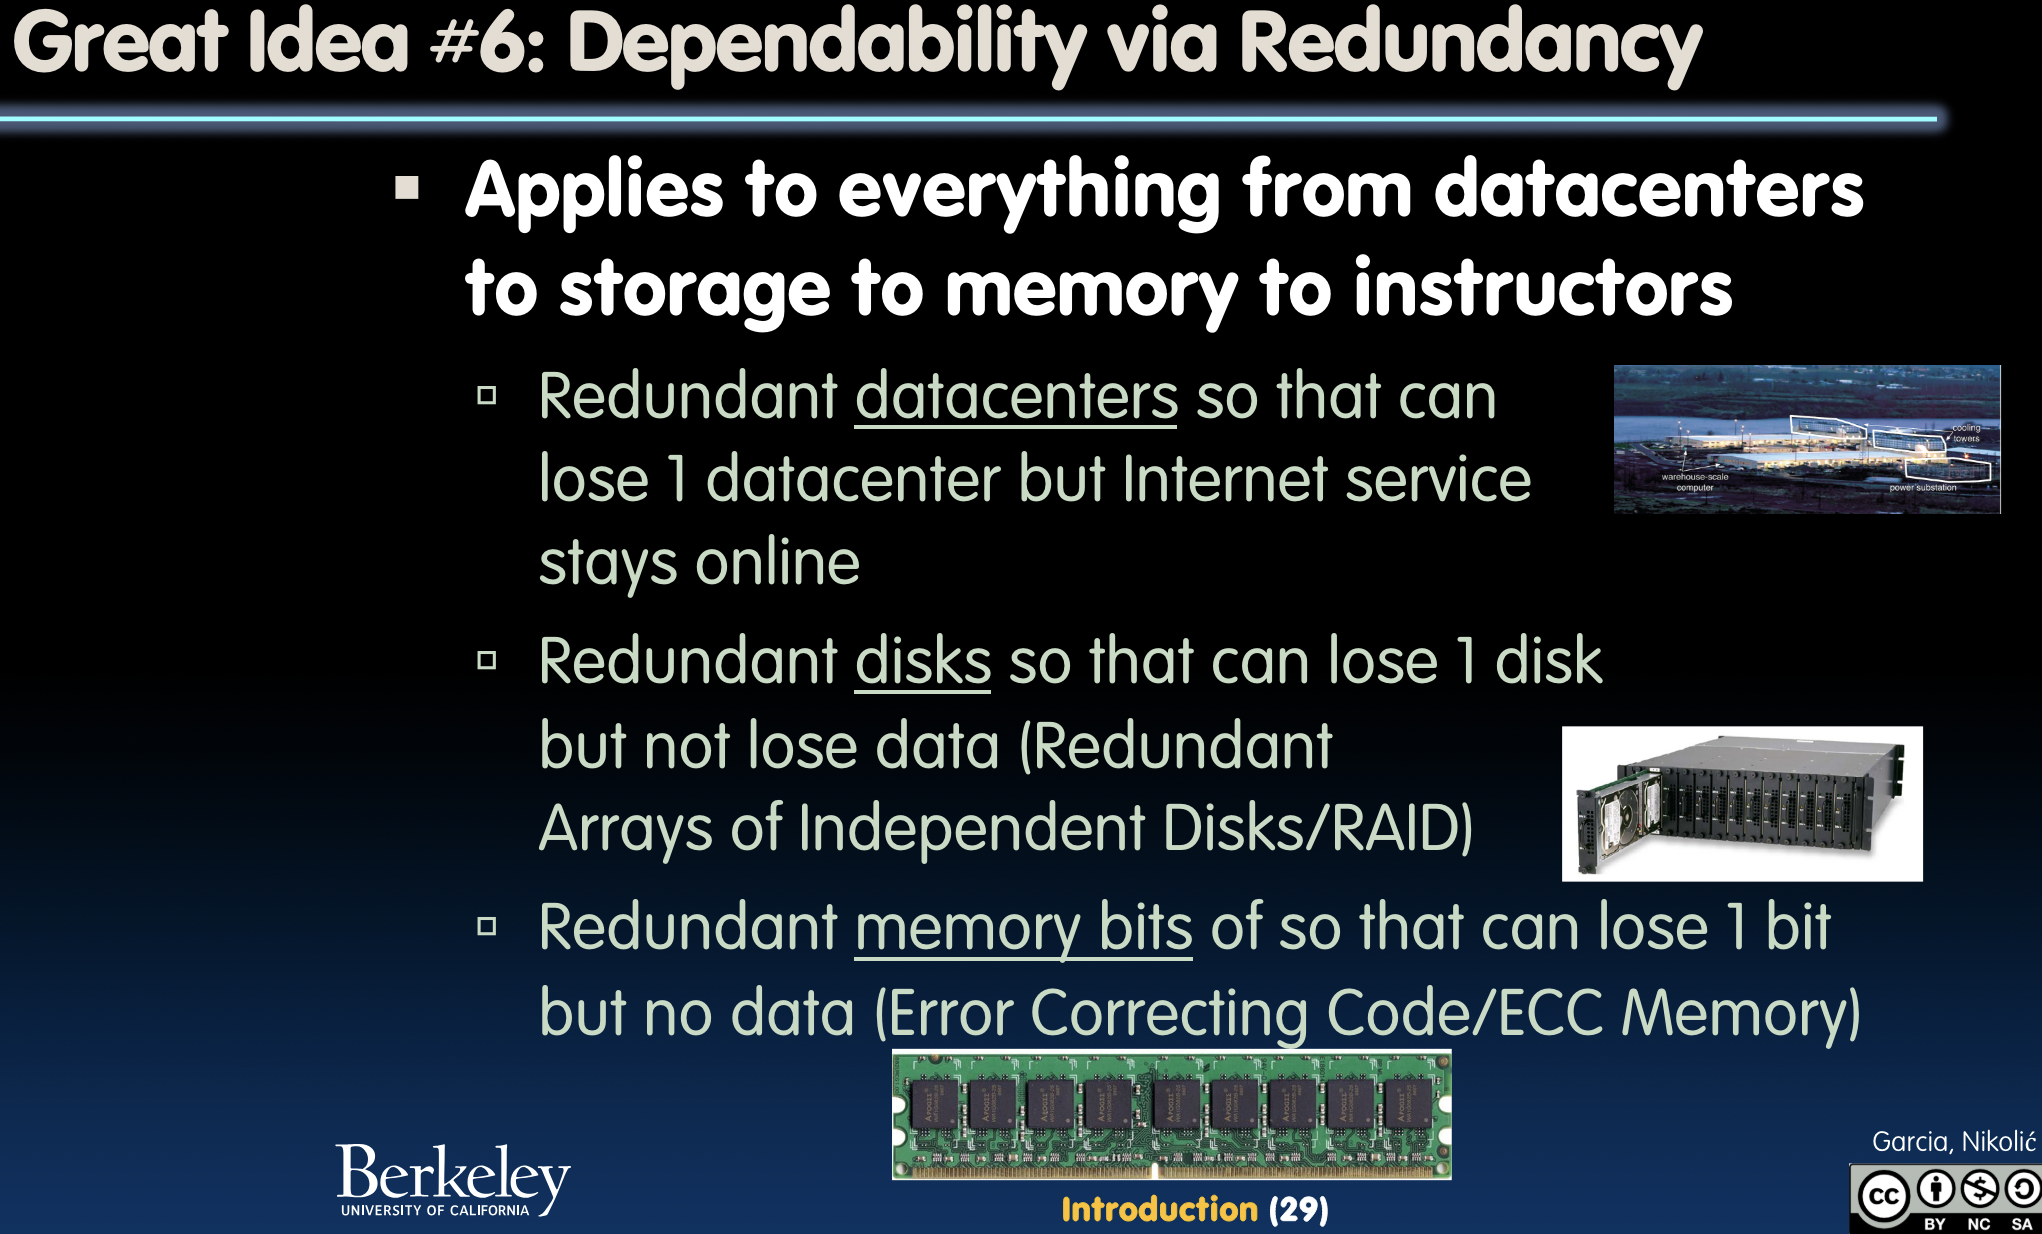 Great Idea #6: Dependability via Redundancy
Applies to everything from datacenters
to storage to memory to instructors
Redundant datacenters so that can
lose 1 datacenter but Internet service
stays online
cooling
towers
warehouse-scale
computer
power substation
Redundant disks so that can lose 1 disk
but not lose data (Redundant
Arrays of Independent Disks/RAID)
Redundant memory bits of so that can lose 1 bit
but no data (Error Correcting Code/ECC Memory)
Berkeley
UNIVERSITY OF CALIFORNIA
Introduction (29)
Garcia, Nikolić
cc
BY NC SA